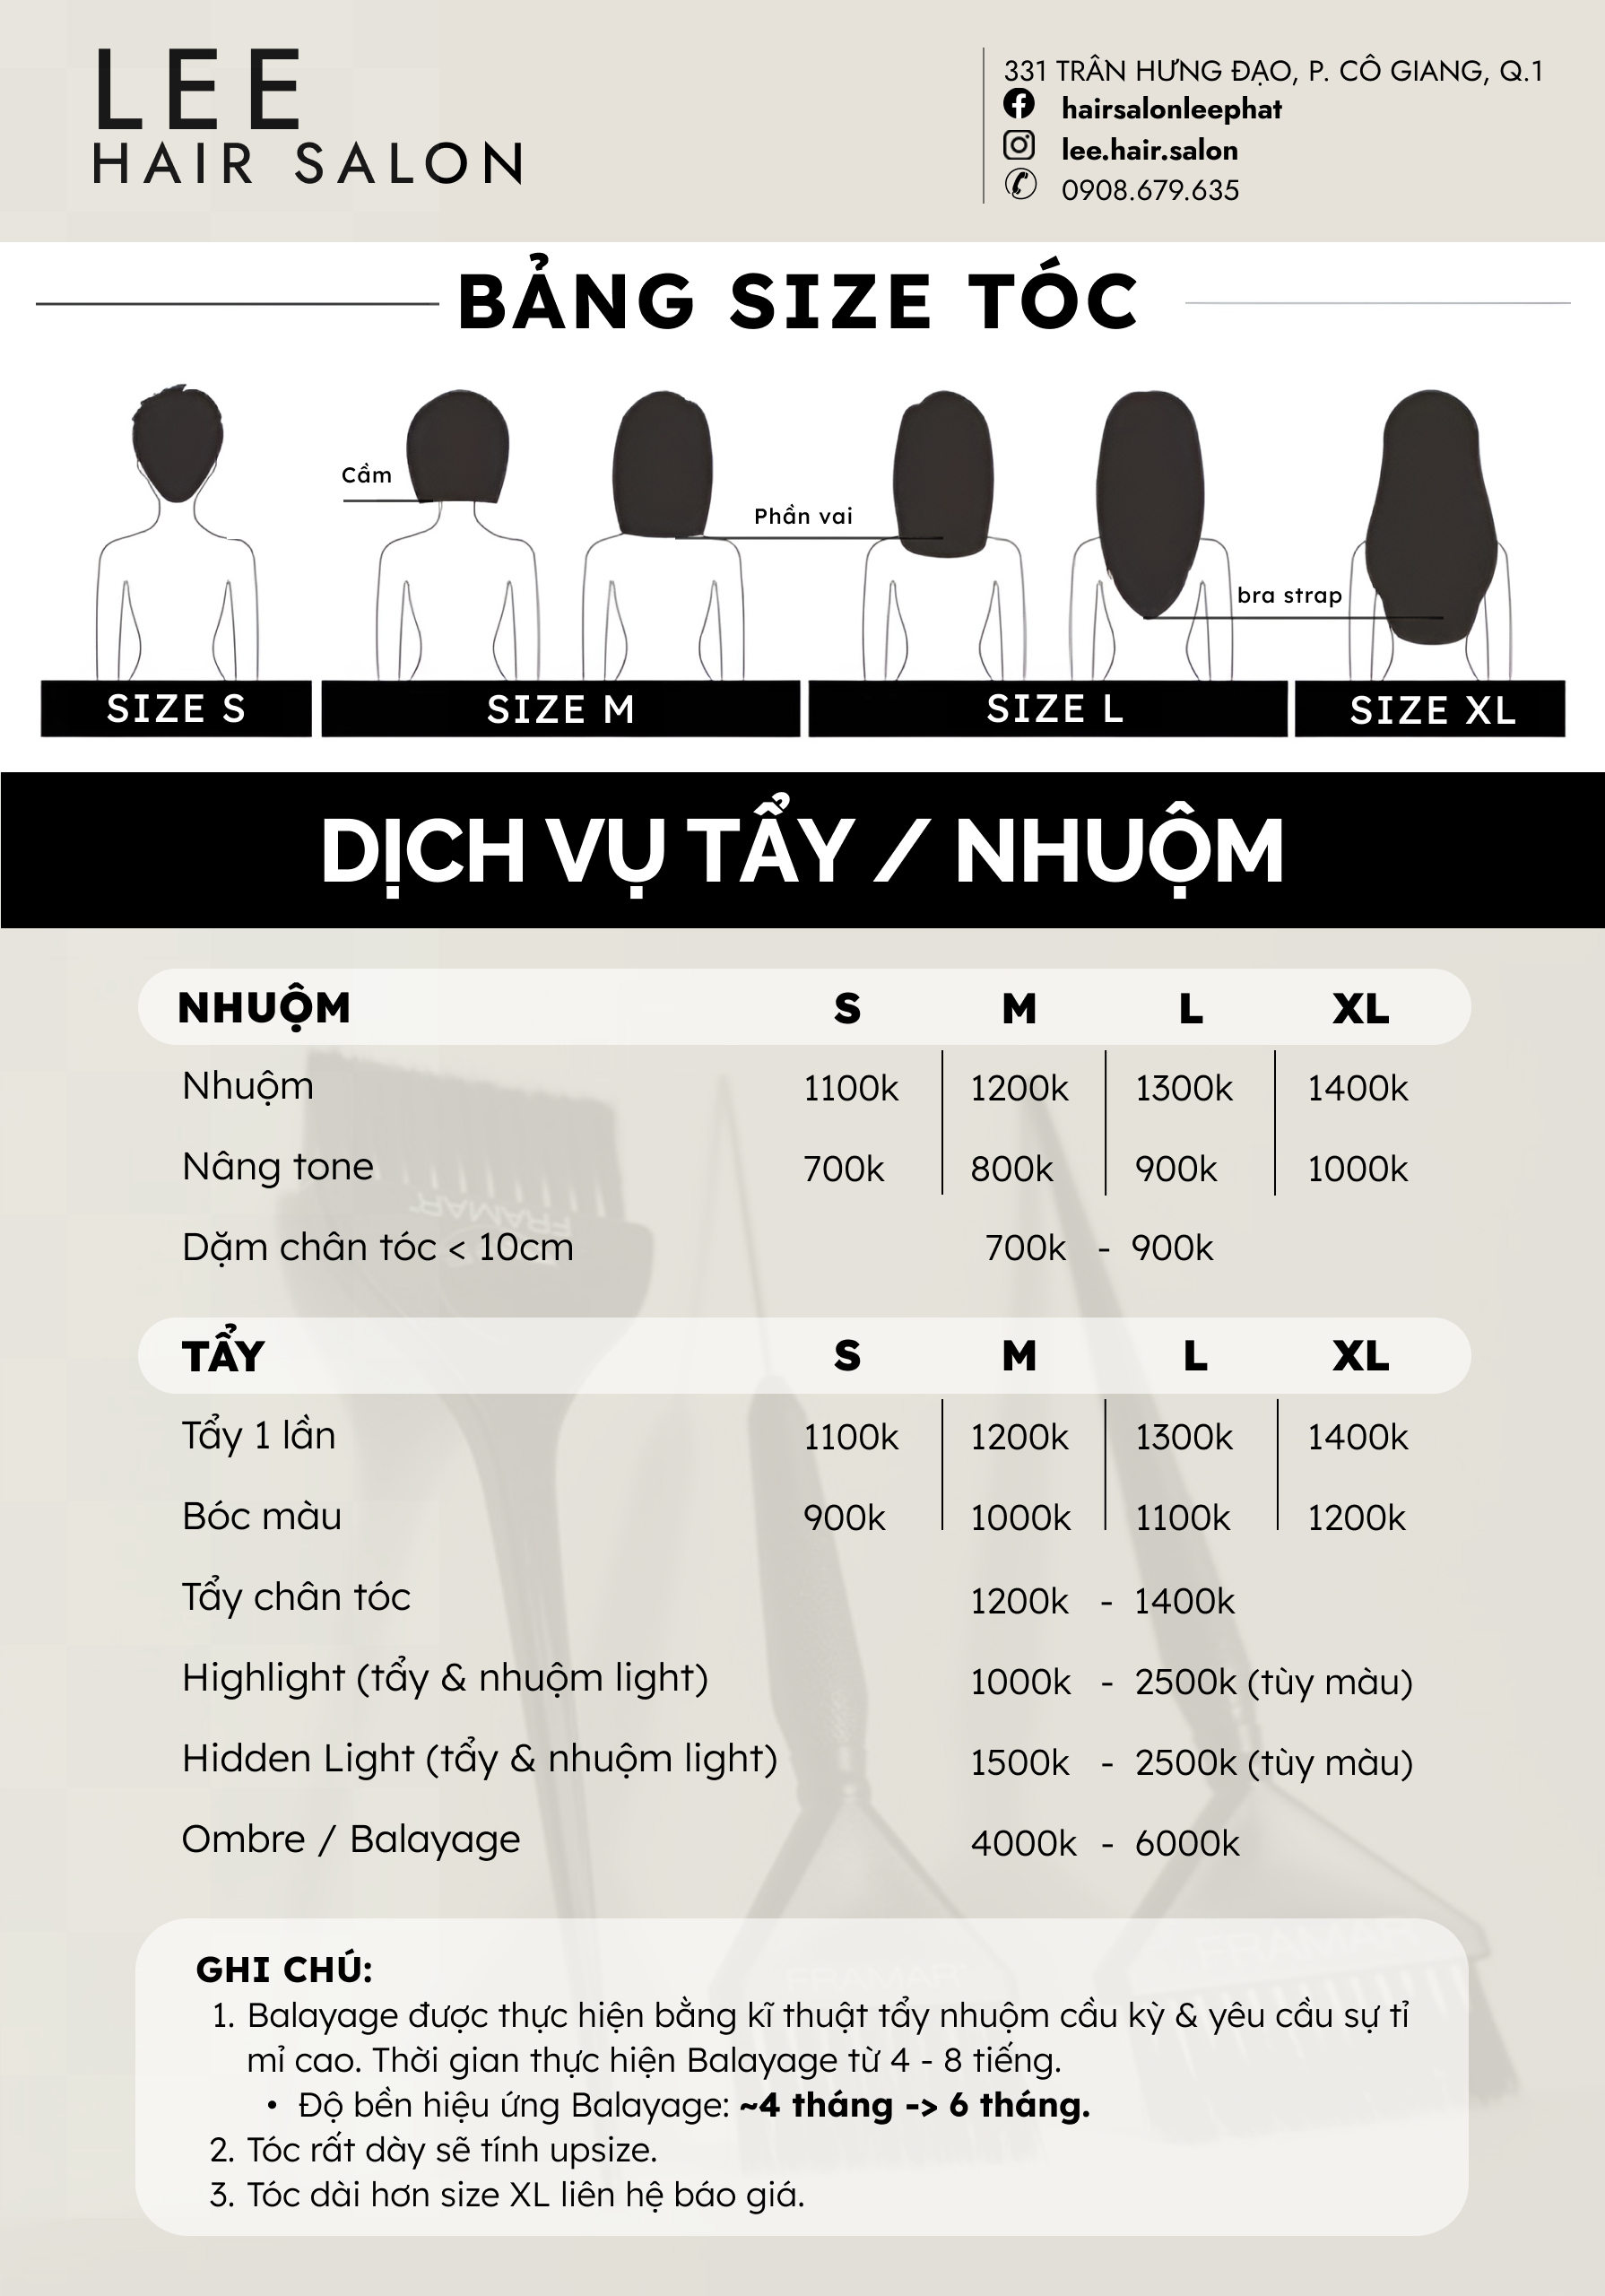 LEE
HAIR SALON
331 TRẦN HƯNG ĐẠO, P. CÔ GIANG, Q.1
hairsalonleephat
lee.hair.salon
0908.679.635
BẢNG SIZE TÓC
Cầm
Phần vai
bra strap
SIZE S SIZE M SIZE L SIZE XL
DỊCH VỤ TẨY / NHUỘM
NHUỘM S M L XL
Nhuộm 1100k 1200k 1300k 1400k
Nâng tone 700k 800k 900k 1000k
Dặm chân tóc < 10cm 700k - 900k
TẨY S M L XL
Tẩy 1 lần 1100k 1200k 1300k 1400k
Bóc màu 900k 1000k 1100k 1200k
Tẩy chân tóc 1200k - 1400k
Highlight (tẩy & nhuộm light) 1000k - 2500k (tùy màu)
Hidden Light (tẩy & nhuộm light) 1500k - 2500k (tùy màu)
Ombre / Balayage 4000k - 6000k
GHI CHÚ:
1. Balayage được thực hiện bằng kĩ thuật tẩy nhuộm cầu kỳ & yêu cầu sự tỉ
mỉ cao. Thời gian thực hiện Balayage từ 4 - 8 tiếng.
• Độ bền hiệu ứng Balayage: ~4 tháng -> 6 tháng.
2. Tóc rất dày sẽ tính upsize.
3. Tóc dài hơn size XL liên hệ báo giá.
FRAMAR
FRAMAR
FRAMAR